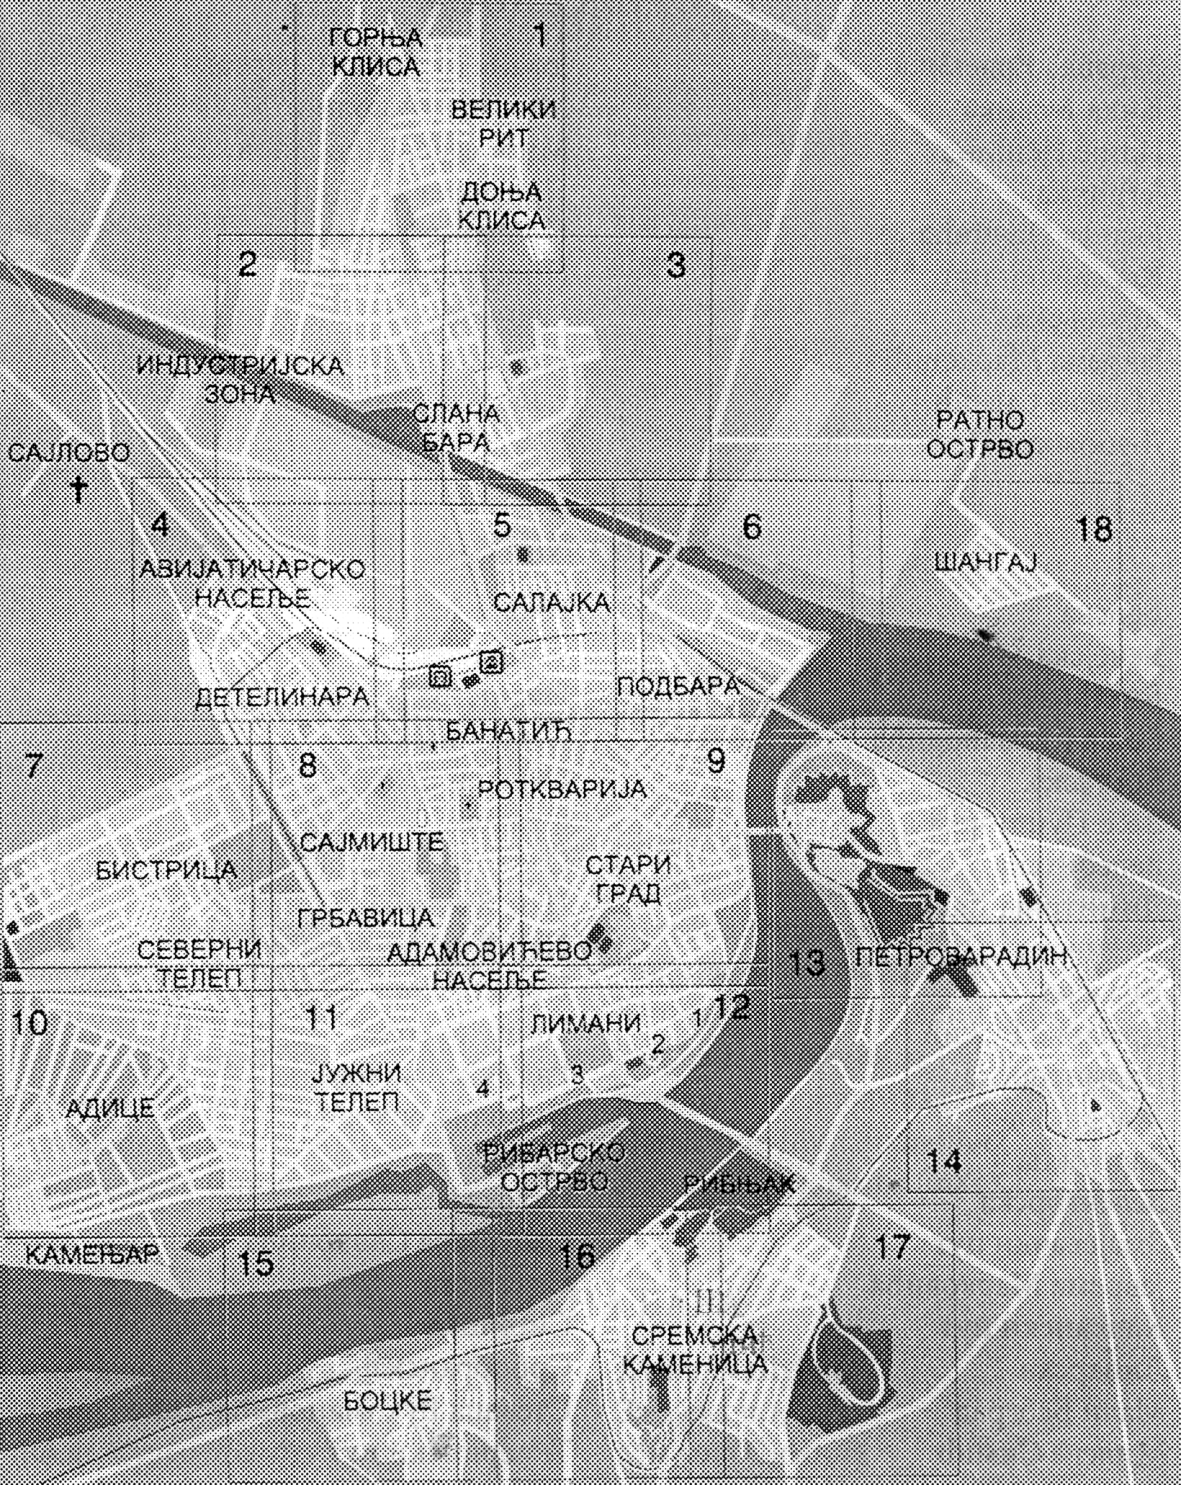 ГОРЊА
КЛИСА
1
ВЕЛИКИ
РИТ
ДОЊА
КЛИСА
2
3
ИНДУСТРИЈСКА
ЗОНА
СЛАНА
БАРА
РАТНО
ОСТРВО
САЈЛОВО
4
5
6
18
АВИЈАТИЧАРСКО
НАСЕЉЕ
ШАНГАЈ
САЛАЈКА
ДЕТЕЛИНАРА
ПОДБАРА
БАНАТИЋ
7
8
9
РОТКВАРИЈА
САЈМИШТЕ
БИСТРИЦА
СТАРИ
ГРАД
ГРБАВИЦА
СЕВЕРНИ
ТЕЛЕП
АДАМОВИЋЕВО
НАСЕЉЕ
13
ПЕТРОВАРАДИН
10
11
ЛИМАНИ
1
12
2
3
4
ЈУЖНИ
ТЕЛЕП
АДИЦЕ
РИБАРСКО
ОСТРВО
РИБЊАК
14
КАМЕЊАР
15
16
17
СРЕМСКА
КАМЕНИЦА
БОЦКЕ